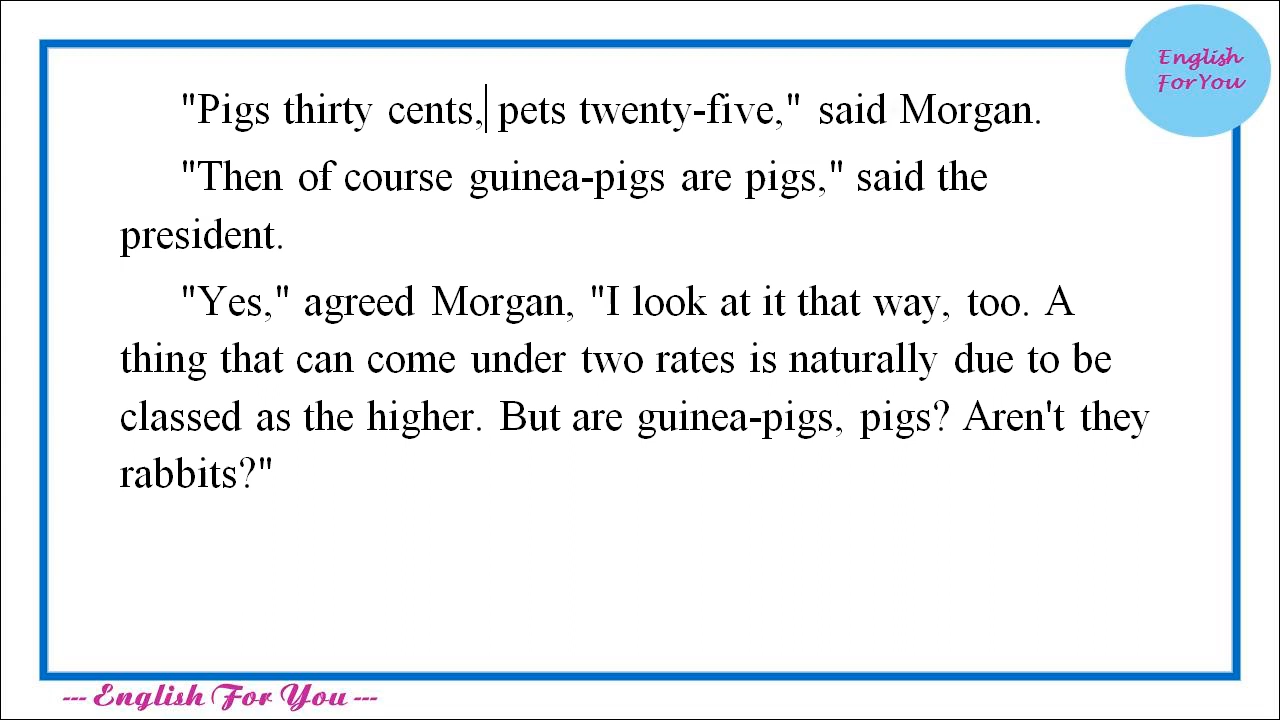 English
ForYou
"Pigs thirty cents, pets twenty-five," said Morgan.
"Then of course guinea-pigs are pigs," said the
president.
"Yes," agreed Morgan, "I look at it that way, too. A
thing that can come under two rates is naturally due to be
classed as the higher. But are guinea-pigs, pigs? Aren't they
rabbits?"
--- English For You ---